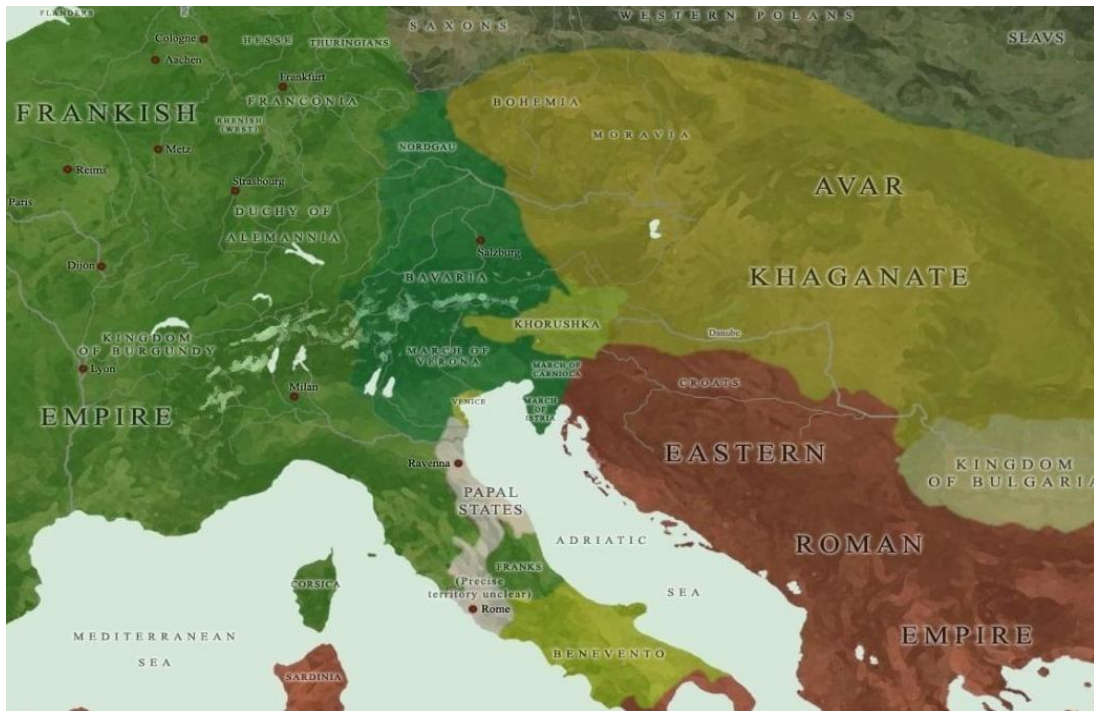 FLANDERS
SAXONS
WESTERN POLANS
SLAVS
Cologne
HESSE
THURINGIANS
Aachen
Frankfurt
FRANCONIA
BOHEMIA
FRANKISH
RHENISH
(WEST)
MORAVIA
Metz
NORDGAU
Reims
Strasbourg
AVAR
Paris
DUCHY OF
ALEMANNIA
Salzburg
Dijon
BAVARIA
KHAGANATE
KHORUSHKA
KINGDOM
OF BURGUNDY
Danube
MARCH OF
VERONA
Lyon
MARCH OF
CARNIOLA
CROATS
Milan
EMPIRE
VENICE
MARCH
OF
ISTRIA
EASTERN
Ravenna
KINGDOM
OF BULGARIA
PAPAL
STATES
ADRIATIC
SEA
ROMAN
FRANKS
CORSICA
(Precise
territory unclear)
Rome
MEDITERRANEAN
SEA
EMPIRE
BENEVENTO
SARDINIA